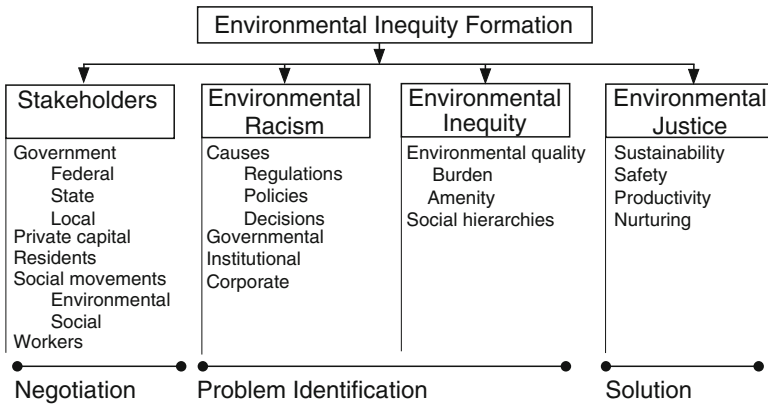 Environmental Inequity Formation
Stakeholders
Government
Federal
State
Local
Private capital
Residents
Social movements
Environmental
Social
Workers
Environmental
Racism
Causes
Regulations
Policies
Decisions
Governmental
Institutional
Corporate
Environmental
Inequity
Environmental quality
Burden
Amenity
Social hierarchies
Environmental
Justice
Sustainability
Safety
Productivity
Nurturing
Negotiation
Problem Identification
Solution